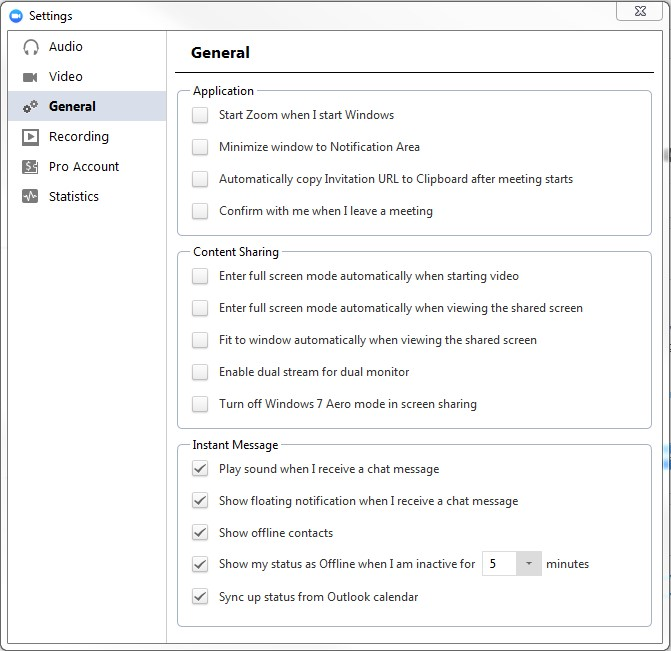 Settings
Audio
Video
General
Recording
Pro Account
Statistics
General
Application
Start Zoom when I start Windows
Minimize window to Notification Area
Automatically copy Invitation URL to Clipboard after meeting starts
Confirm with me when I leave a meeting
Content Sharing
Enter full screen mode automatically when starting video
Enter full screen mode automatically when viewing the shared screen
Fit to window automatically when viewing the shared screen
Enable dual stream for dual monitor
Turn off Windows 7 Aero mode in screen sharing
Instant Message
Play sound when I receive a chat message
Show floating notification when I receive a chat message
Show offline contacts
Show my status as Offline when I am inactive for 5 minutes
Sync up status from Outlook calendar